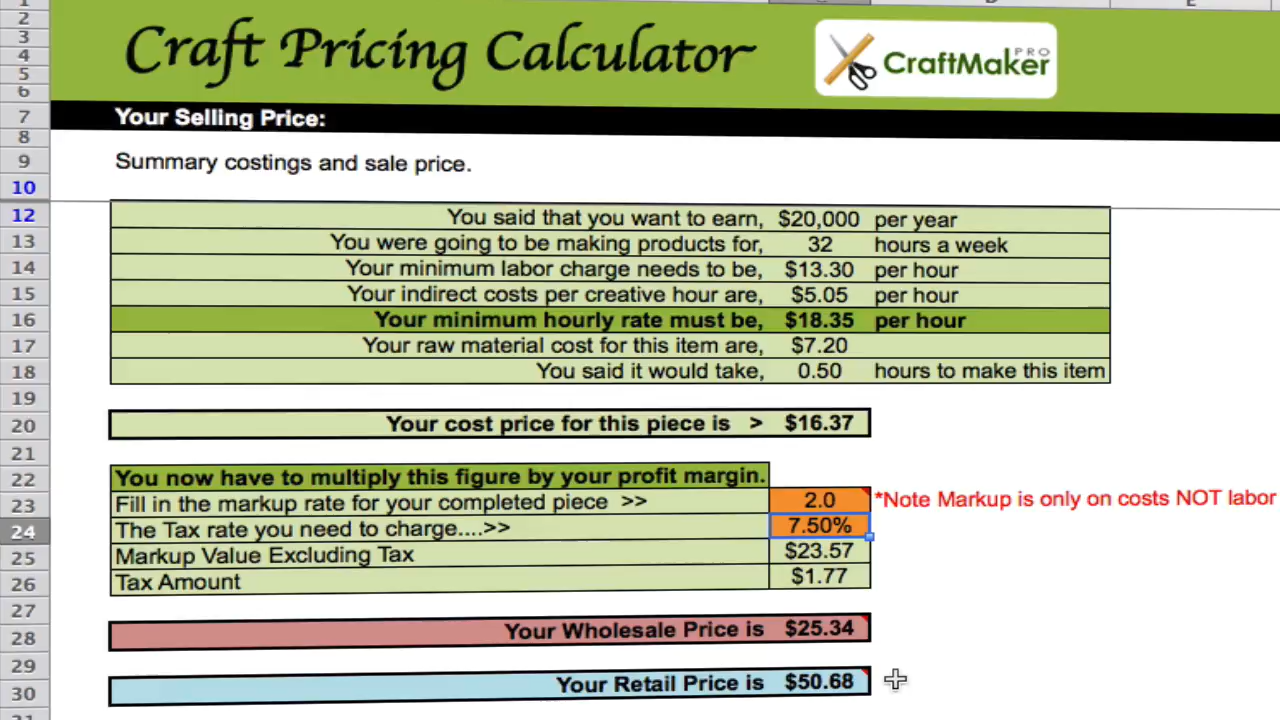 Craft Pricing Calculator
CraftMaker PRO
Your Selling Price:
Summary costings and sale price.
You said that you want to earn, $20,000 per year
You were going to be making products for, 32 hours a week
Your minimum labor charge needs to be, $13.30 per hour
Your indirect costs per creative hour are, $5.05 per hour
Your minimum hourly rate must be, $18.35 per hour
Your raw material cost for this item are, $7.20
You said it would take, 0.50 hours to make this item
Your cost price for this piece is > $16.37
You now have to multiply this figure by your profit margin.
Fill in the markup rate for your completed piece >> 2.0 *Note Markup is only on costs NOT labor
The Tax rate you need to charge....>> 7.50%
Markup Value Excluding Tax $23.57
Tax Amount $1.77
Your Wholesale Price is $25.34
Your Retail Price is $50.68